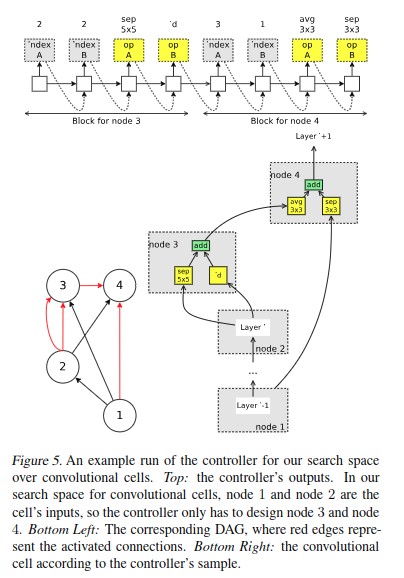 2 2 sep 5x5 `d 3 1 avg 3x3 sep 3x3
`ndex A `ndex B op A op B `ndex A `ndex B op A op B
Block for node 3 Block for node 4
Layer `+1
node 4
add
avg 3x3 sep 3x3
node 3
add
sep 5x5 `d
Layer `
node 2
...
Layer `-1
node 1
3 4
2
1
Figure 5. An example run of the controller for our search space
over convolutional cells. Top: the controller's outputs. In our
search space for convolutional cells, node 1 and node 2 are the
cell's inputs, so the controller only has to design node 3 and node
4. Bottom Left: The corresponding DAG, where red edges repre-
sent the activated connections. Bottom Right: the convolutional
cell according to the controller's sample.